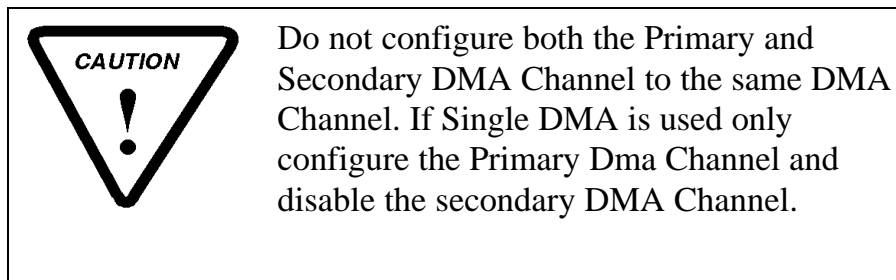 CAUTION
!
Do not configure both the Primary and
Secondary DMA Channel to the same DMA
Channel. If Single DMA is used only
configure the Primary Dma Channel and
disable the secondary DMA Channel.